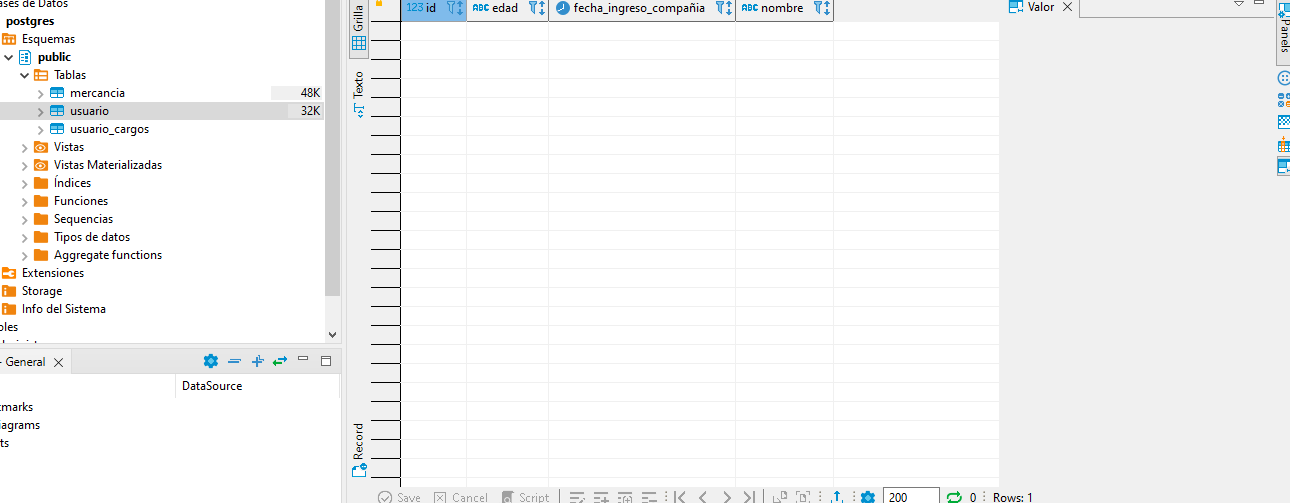 ases de Datos
postgres
Esquemas
public
Tablas
mercancia 48K
usuario 32K
usuario_cargos
Vistas
Vistas Materializadas
Índices
Funciones
Sequencias
Tipos de datos
Aggregate functions
Extensiones
Storage
Info del Sistema
oles
- General
DataSource
kmarks
iagrams
ts
Grilla
Texto
Record
123 id
ABC edad
fecha_ingreso_compañia
ABC nombre
Save Cancel Script 200 0 Rows: 1
Valor
Panels